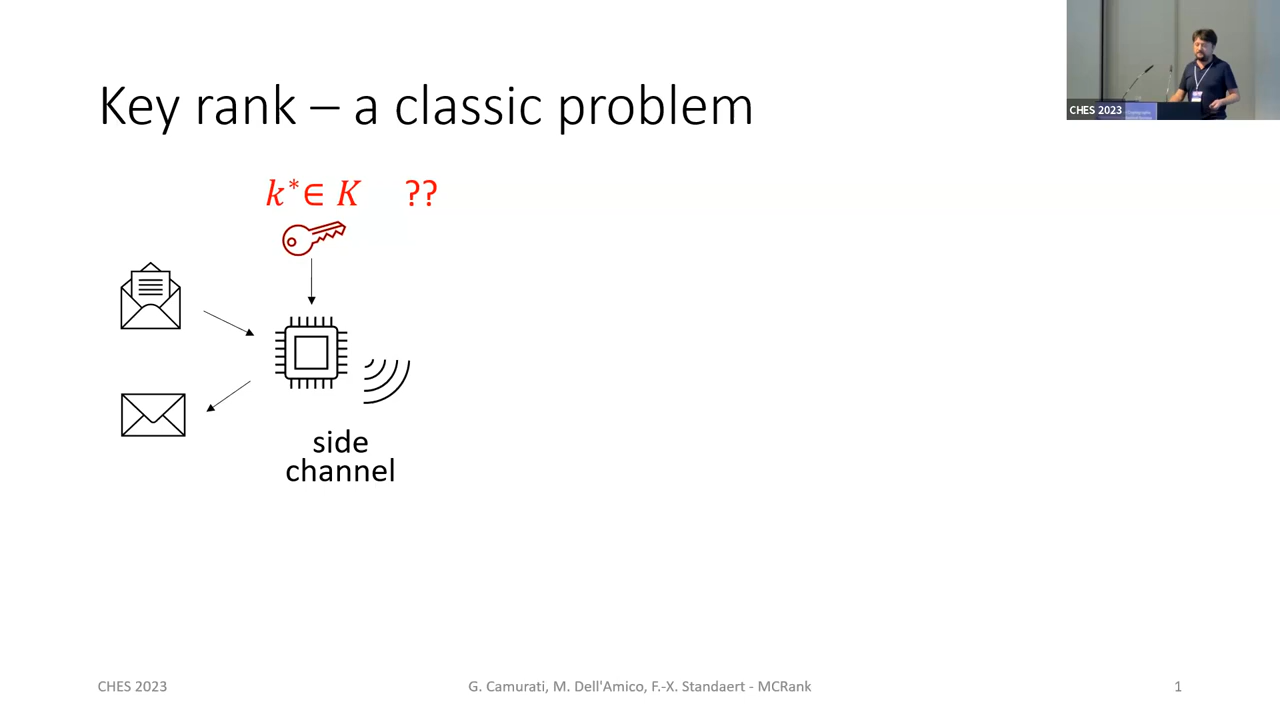 Key rank – a classic problem
CHES 2023
k*∈ K ??
side
channel
CHES 2023
G. Camurati, M. Dell'Amico, F.-X. Standaert - MCRank
1